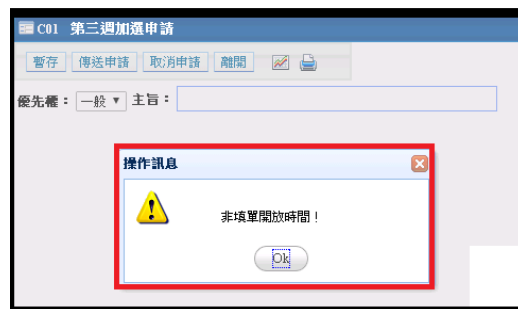 C01 第三週加選申請
暫存 傳送申請 取消申請 離開
優先權： 一般 ▼ 主旨：
操作訊息
非填單開放時間！
Ok